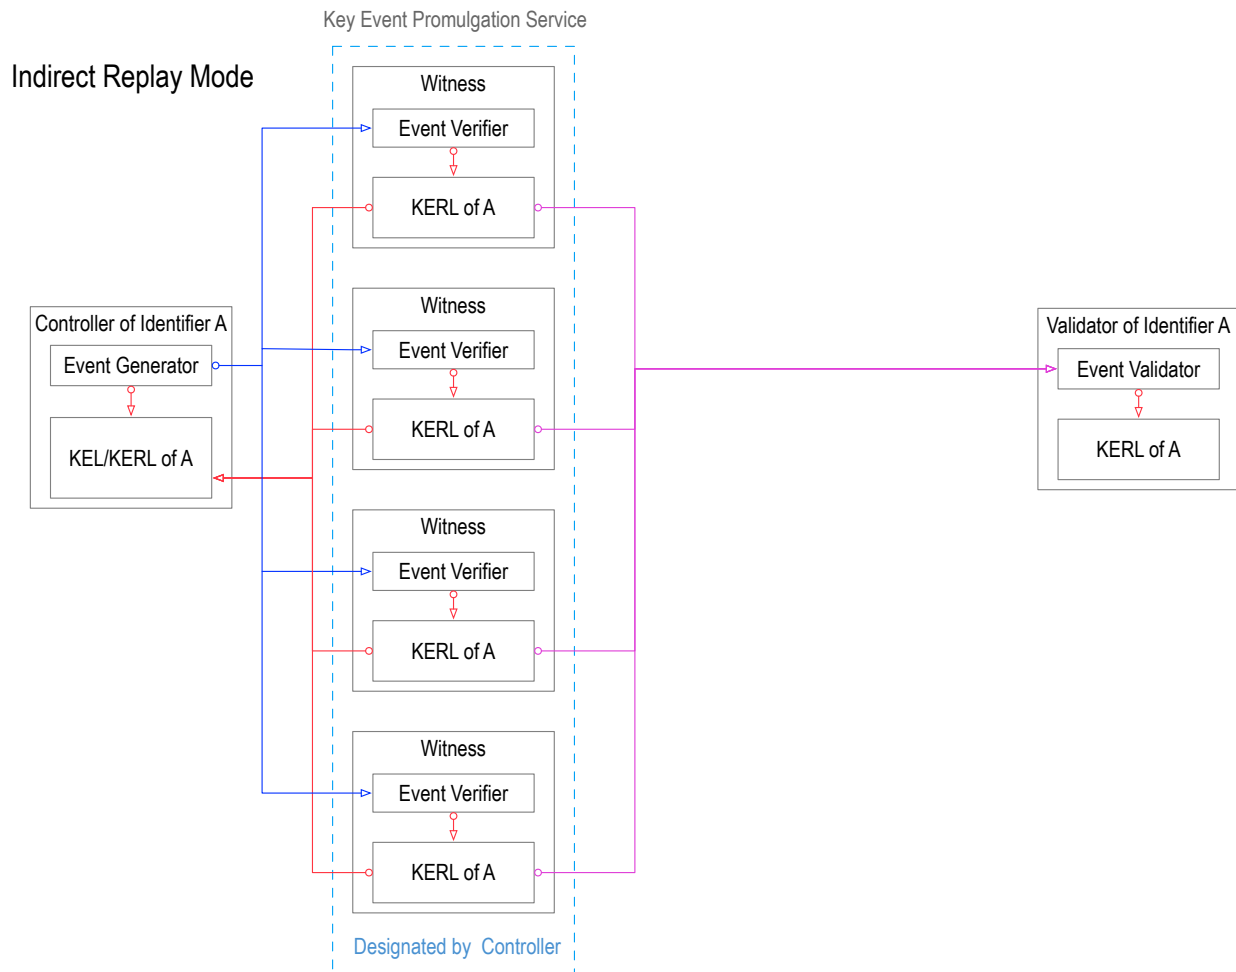 Key Event Promulgation Service
Indirect Replay Mode
Witness
Event Verifier
KERL of A
Witness
Event Verifier
KERL of A
Controller of Identifier A
Event Generator
KEL/KERL of A
Validator of Identifier A
Event Validator
KERL of A
Witness
Event Verifier
KERL of A
Witness
Event Verifier
KERL of A
Designated by Controller